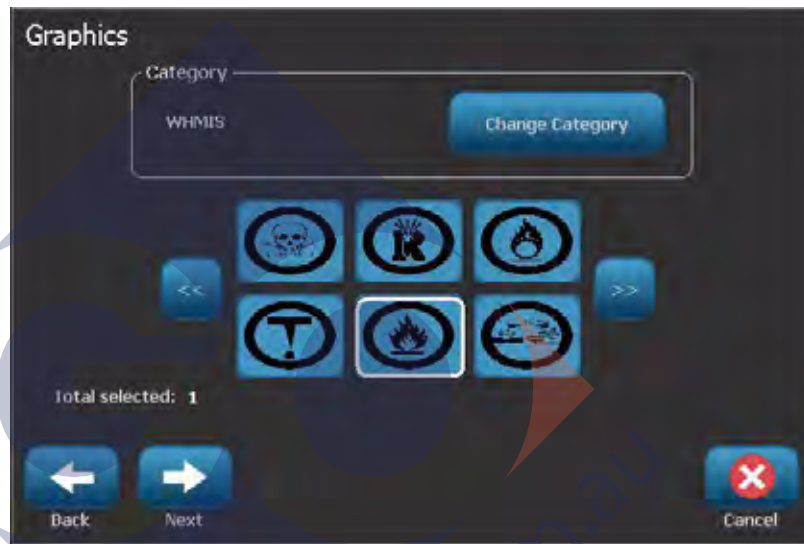 Graphics
Category
WHMIS
Change Category
<<
>>
Total selected: 1
Back
Next
Cancel